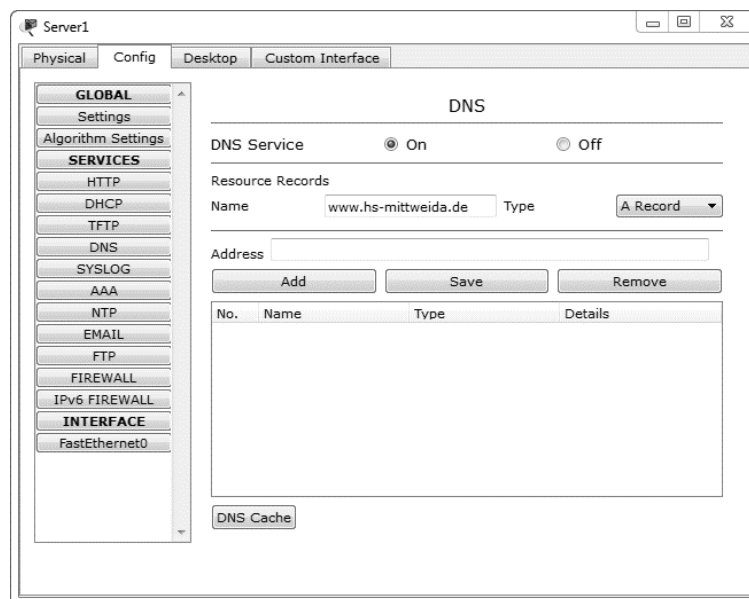 Server1
Physical Config Desktop Custom Interface
GLOBAL
Settings
Algorithm Settings
SERVICES
HTTP
DHCP
TFTP
DNS
SYSLOG
AAA
NTP
EMAIL
FTP
FIREWALL
IPv6 FIREWALL
INTERFACE
FastEthernet0
DNS
DNS Service On Off
Resource Records
Name www.hs-mittweida.de Type A Record
Address
Add Save Remove
No. Name Type Details
DNS Cache